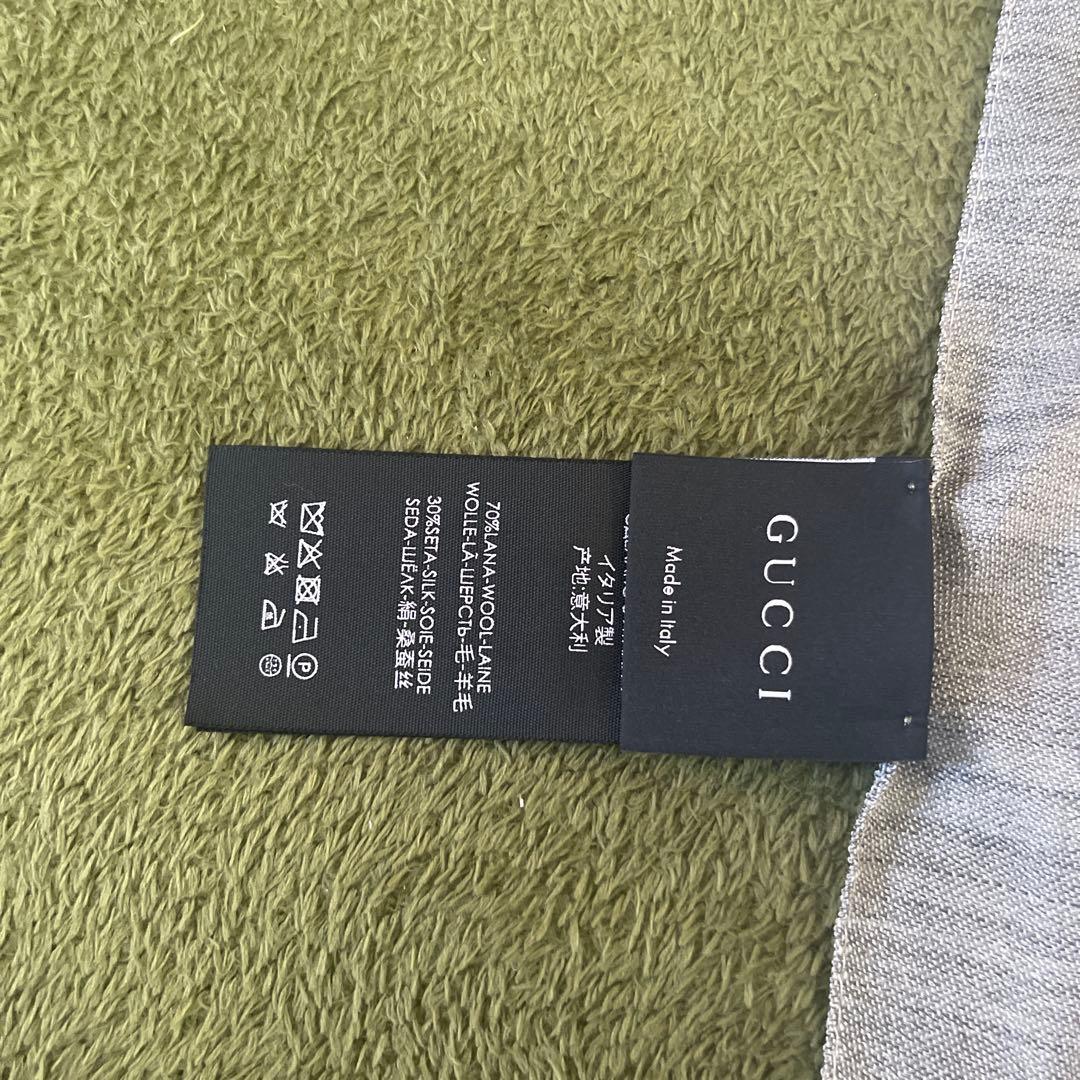 GUCCI
Made in Italy
イタリア製
产地:意大利
70%LANA-WOOL-LAINE
WOLLE-LÃ-ШЕРСТЬ-毛-羊毛
30%SETA-SILK-SOIE-SEIDE
SEDA-ШЁЛК-絹-桑蚕丝
P